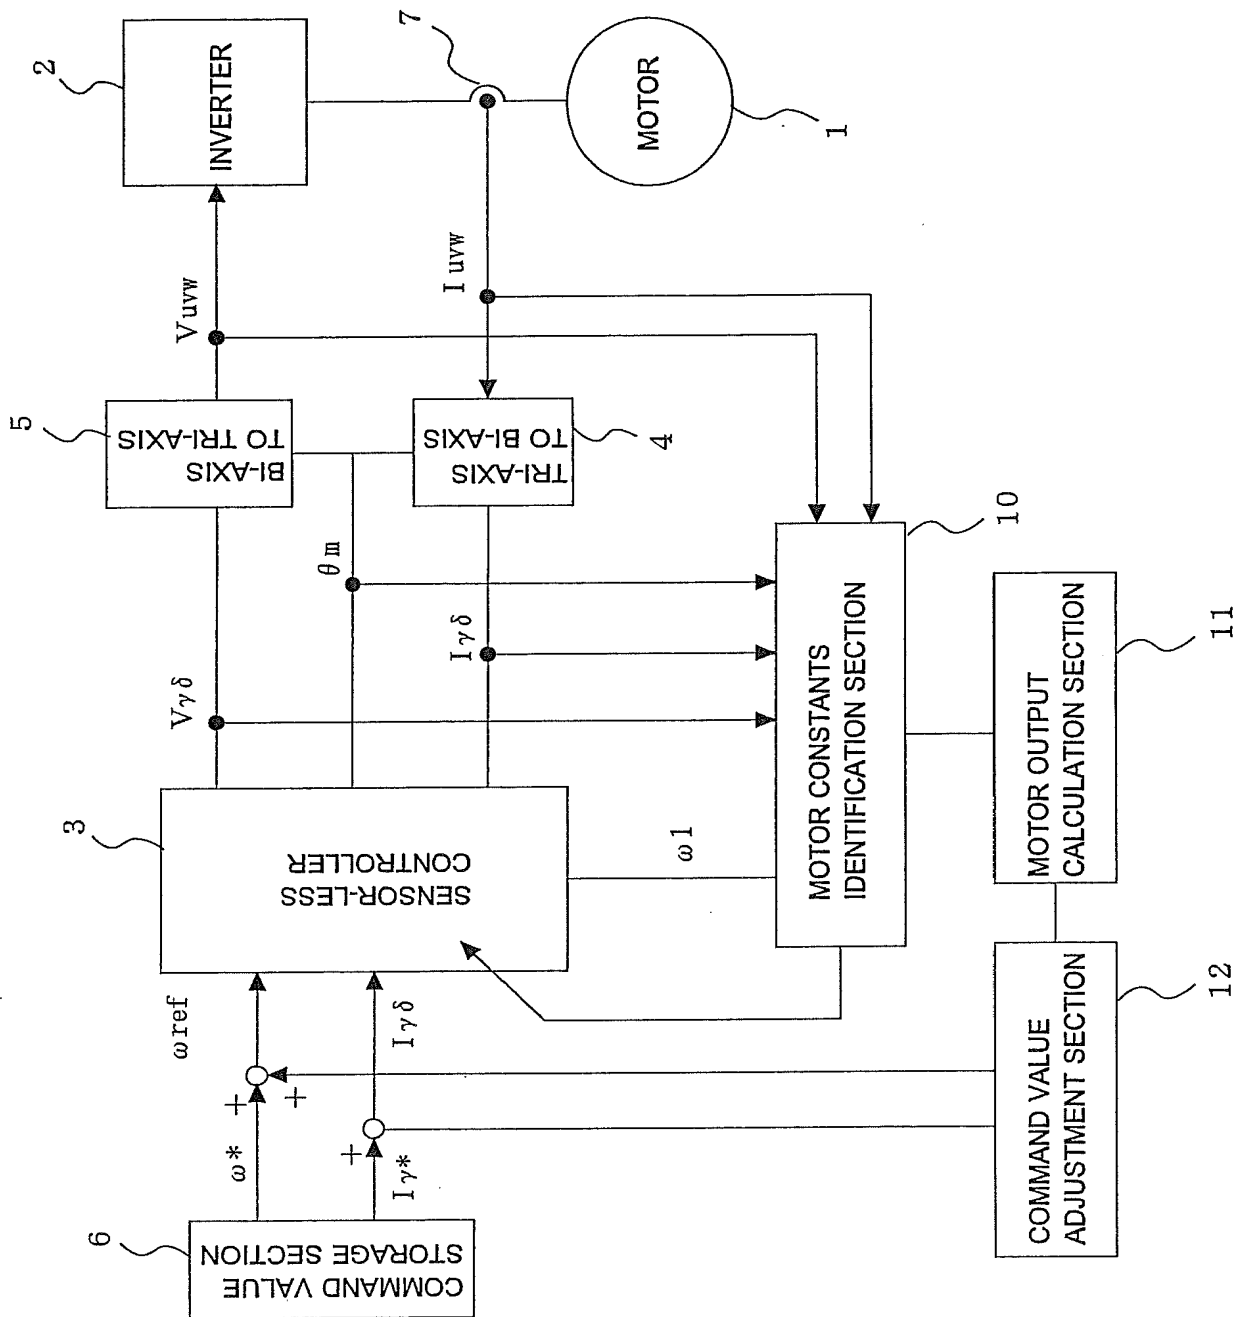 6
COMMAND VALUE
STORAGE SECTION
ω*
Iγ*
+
+
+
ωref
Iγδ
3
SENSOR-LESS
CONTROLLER
Vγδ
θm
Iγδ
ω1
5
BI-AXIS
TO TRI-AXIS
TRI-AXIS
TO BI-AXIS
4
Vuvw
Iuvw
2
INVERTER
7
MOTOR
1
MOTOR CONSTANTS
IDENTIFICATION SECTION
10
COMMAND VALUE
ADJUSTMENT SECTION
12
MOTOR OUTPUT
CALCULATION SECTION
11